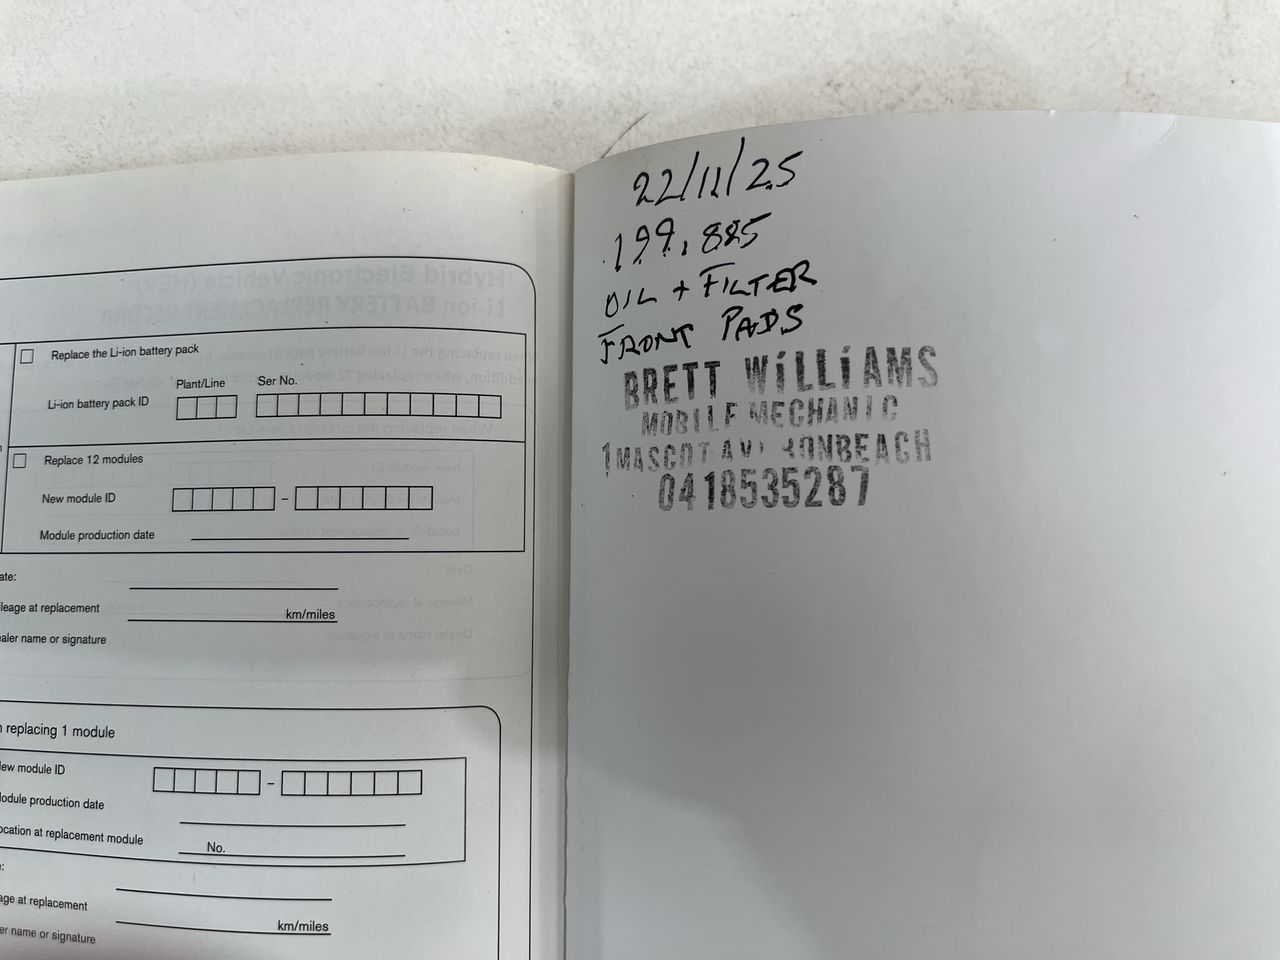 Replace the Li-ion battery pack
Plant/Line Ser No.
Li-ion battery pack ID
Replace 12 modules
New module ID –
Module production date
ate:
ileage at replacement km/miles
ealer name or signature
n replacing 1 module
ew module ID –
odule production date
ocation at replacement module No.
e:
age at replacement km/miles
er name or signature
22/11/25
199,885
OIL + FILTER
FRONT PADS
BRETT WiLLiAMS
MOBILE MECHANIC
1 MASCOT
0418535287